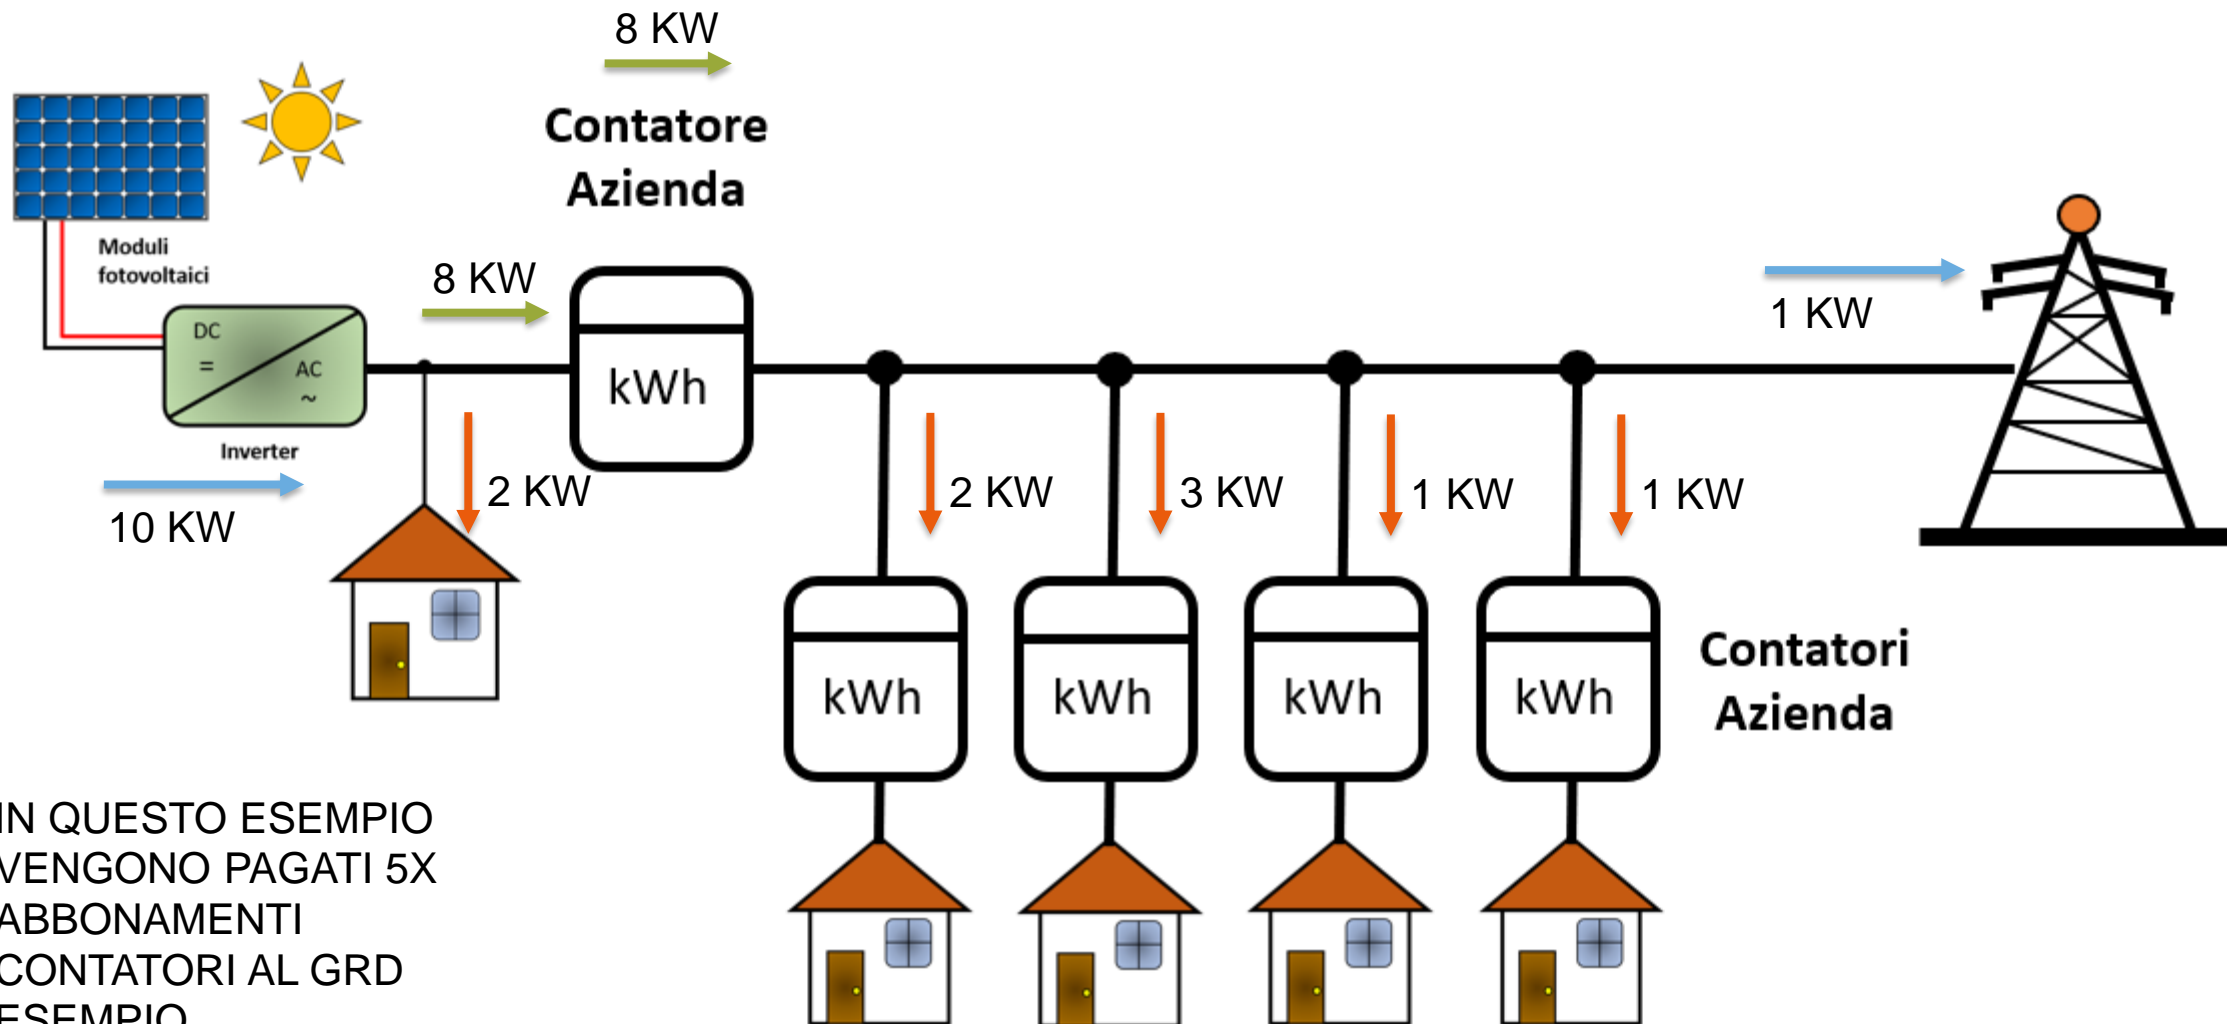 8 KW
Contatore
Azienda
Moduli
fotovoltaici
8 KW
1 KW
DC
=
AC
~
kWh
Inverter
10 KW
2 KW
2 KW
3 KW
1 KW
1 KW
kWh
kWh
kWh
kWh
Contatori
Azienda
IN QUESTO ESEMPIO
VENGONO PAGATI 5X
ABBONAMENTI
CONTATORI AL GRD
ESEMPIO